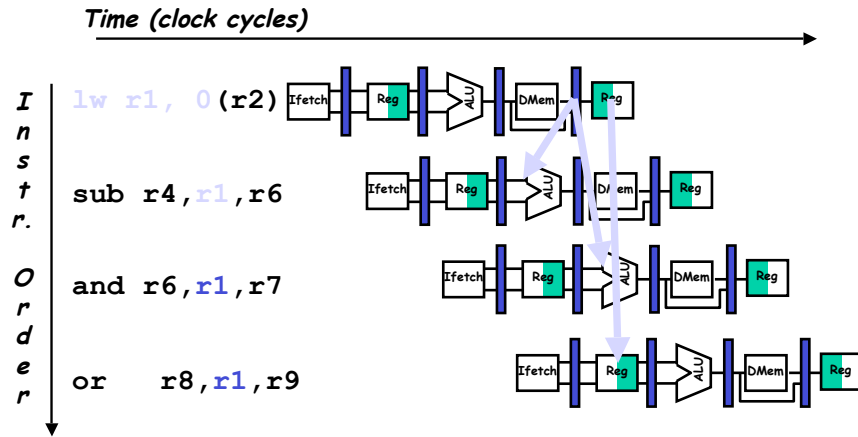 Time (clock cycles)
Instr.
Order
lw r1, 0(r2)
Ifetch Reg ALU DMem Reg
sub r4,r1,r6
Ifetch Reg ALU DMem Reg
and r6,r1,r7
Ifetch Reg ALU DMem Reg
or r8,r1,r9
Ifetch Reg ALU DMem Reg